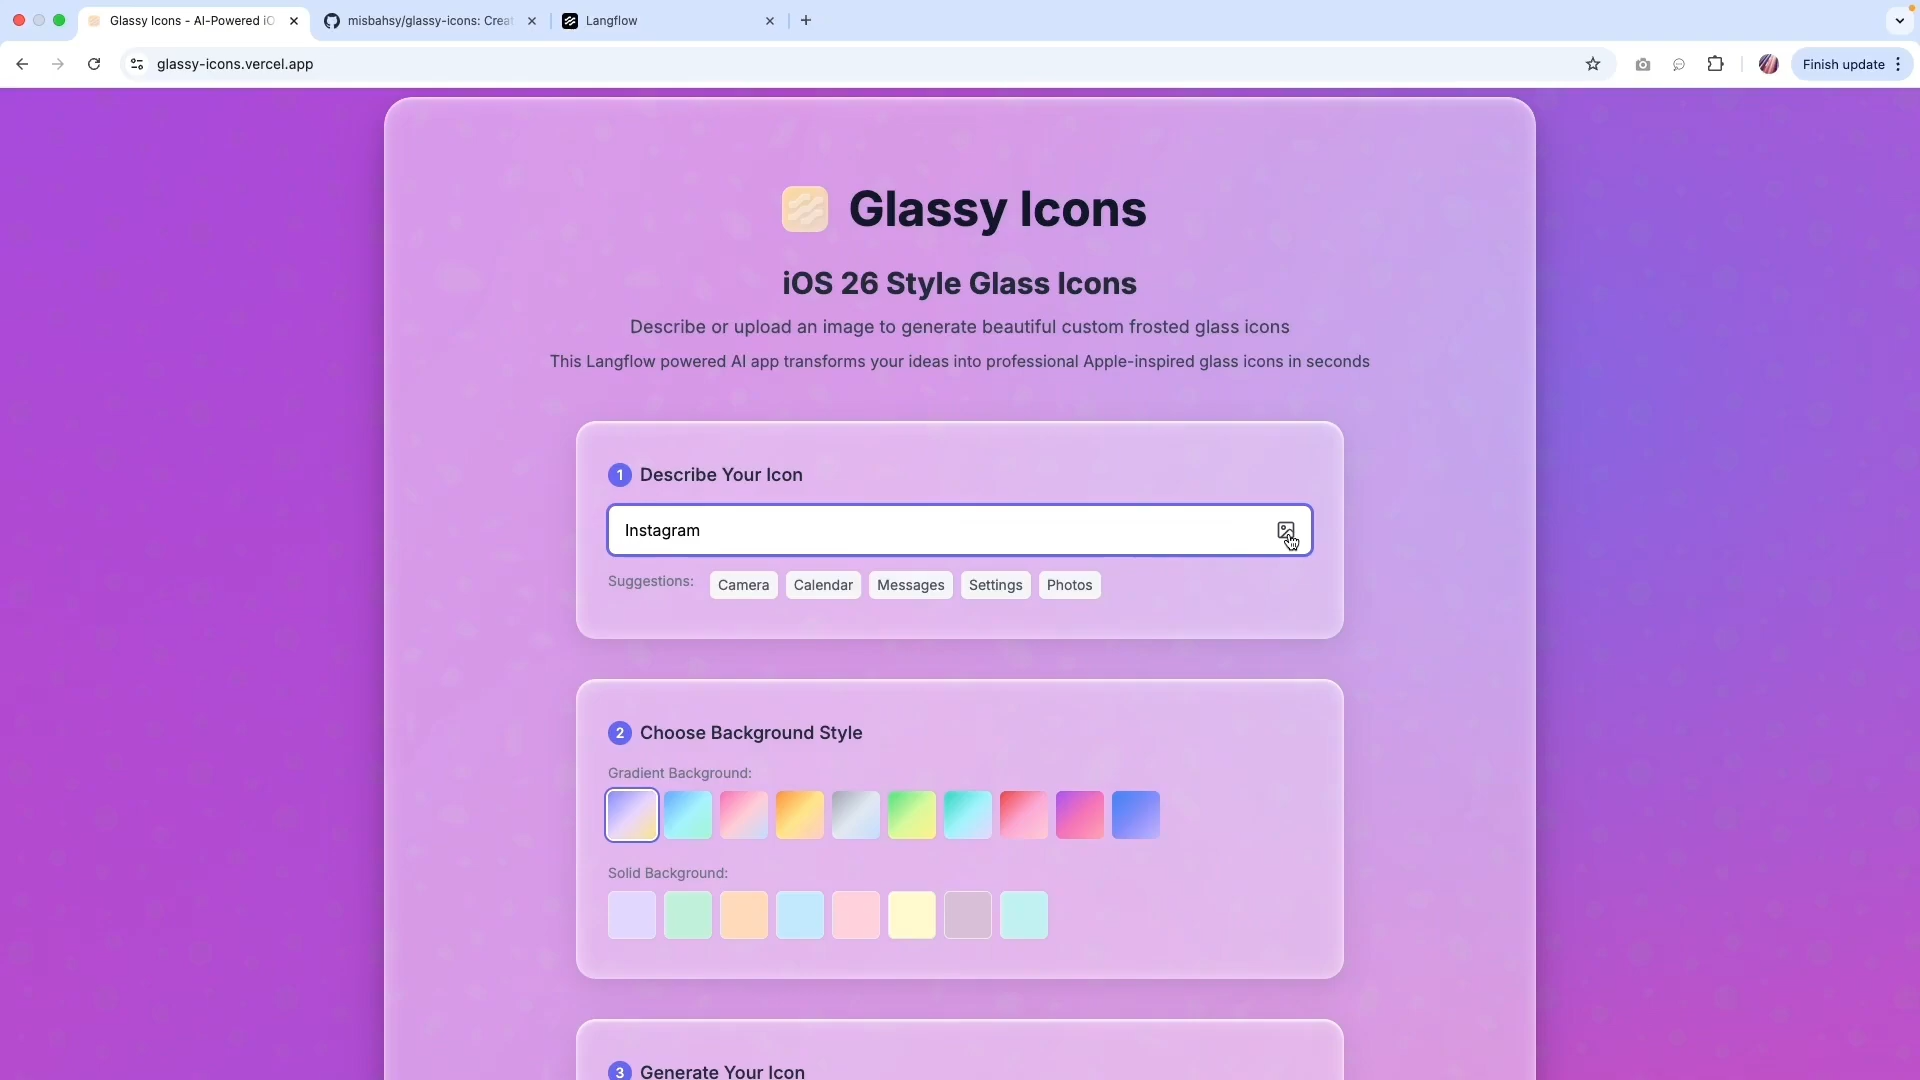 Glassy Icons - AI-Powered iO
misbahsy/glassy-icons: Creat
Langflow
glassy-icons.vercel.app
Finish update
Glassy Icons
iOS 26 Style Glass Icons
Describe or upload an image to generate beautiful custom frosted glass icons
This Langflow powered AI app transforms your ideas into professional Apple-inspired glass icons in seconds
1 Describe Your Icon
Instagram
Suggestions: Camera Calendar Messages Settings Photos
2 Choose Background Style
Gradient Background:
Solid Background:
3 Generate Your Icon